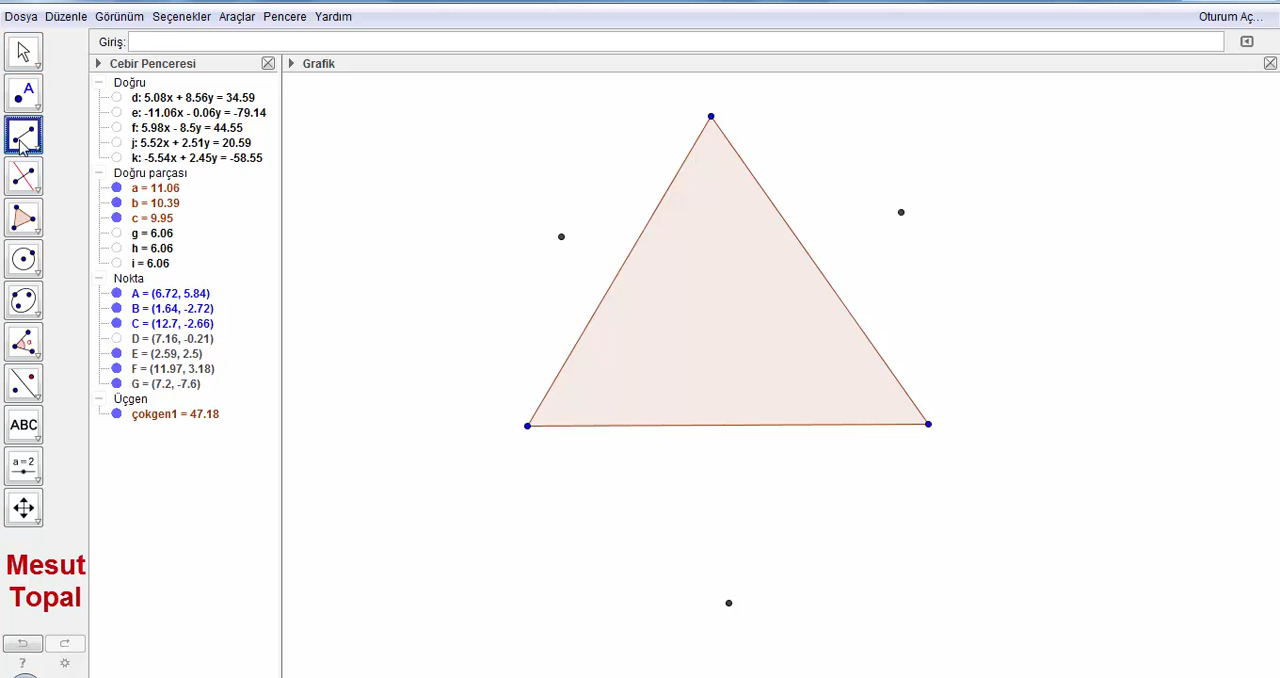 Dosya Düzenle Görünüm Seçenekler Araçlar Pencere Yardım Oturum Aç...
Giriş:
Cebir Penceresi Grafik
Doğru
d: 5.08x + 8.56y = 34.59
e: -11.06x - 0.06y = -79.14
f: 5.98x - 8.5y = 44.55
j: 5.52x + 2.51y = 20.59
k: -5.54x + 2.45y = -58.55
Doğru parçası
a = 11.06
b = 10.39
c = 9.95
g = 6.06
h = 6.06
i = 6.06
Nokta
A = (6.72, 5.84)
B = (1.64, -2.72)
C = (12.7, -2.66)
D = (7.16, -0.21)
E = (2.59, 2.5)
F = (11.97, 3.18)
G = (7.2, -7.6)
Üçgen
çokgen1 = 47.18
A
α
ABC
a = 2
Mesut
Topal
?